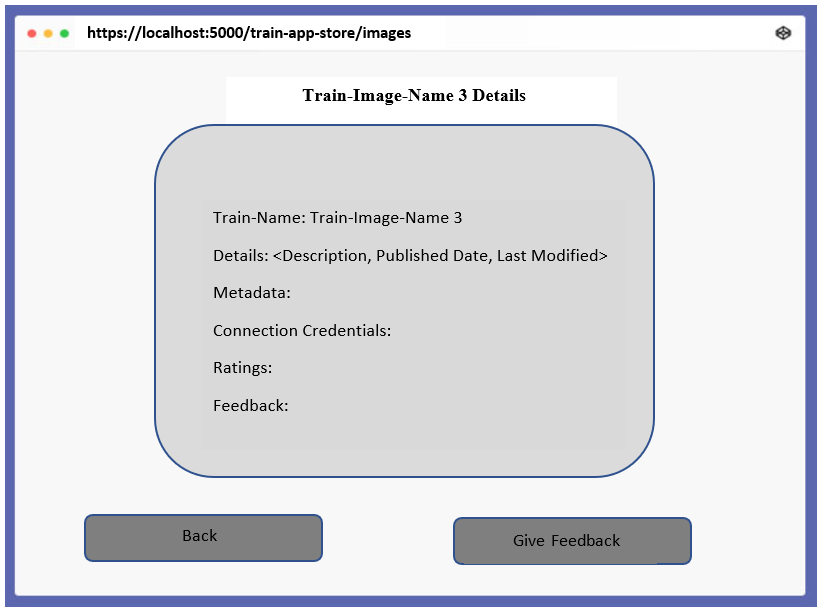 https://localhost:5000/train-app-store/images
Train-Image-Name 3 Details
Train-Name: Train-Image-Name 3
Details: <Description, Published Date, Last Modified>
Metadata:
Connection Credentials:
Ratings:
Feedback:
Back
Give Feedback